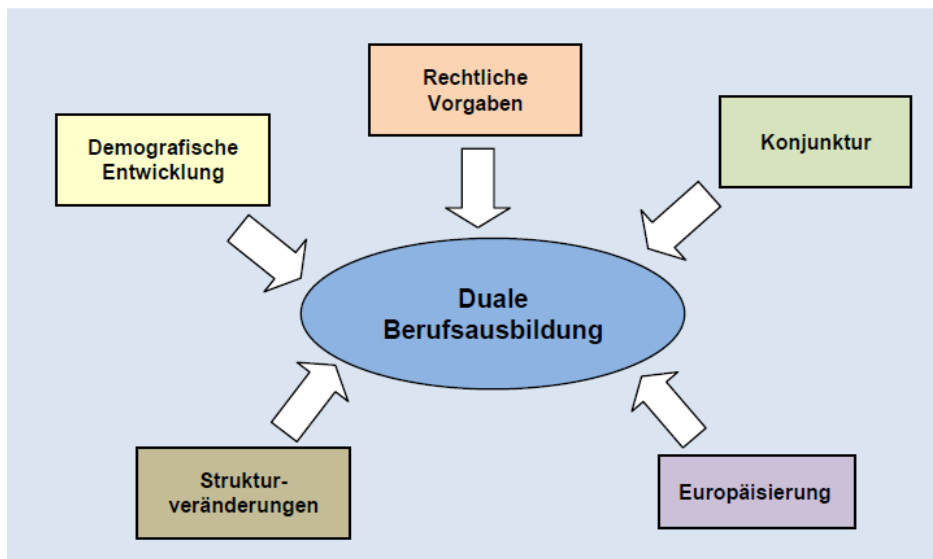 Rechtliche
Vorgaben
Demografische
Entwicklung
Konjunktur
Duale
Berufsausbildung
Struktur-
veränderungen
Europäisierung